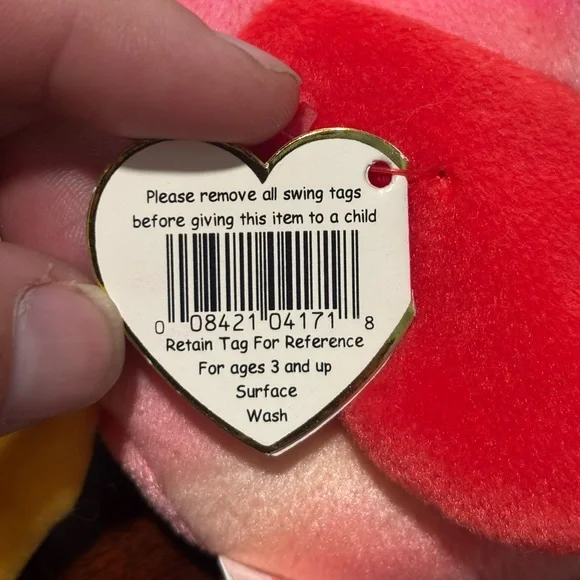 Please remove all swing tags
before giving this item to a child
0 08421 04171 8
Retain Tag For Reference
For ages 3 and up
Surface
Wash